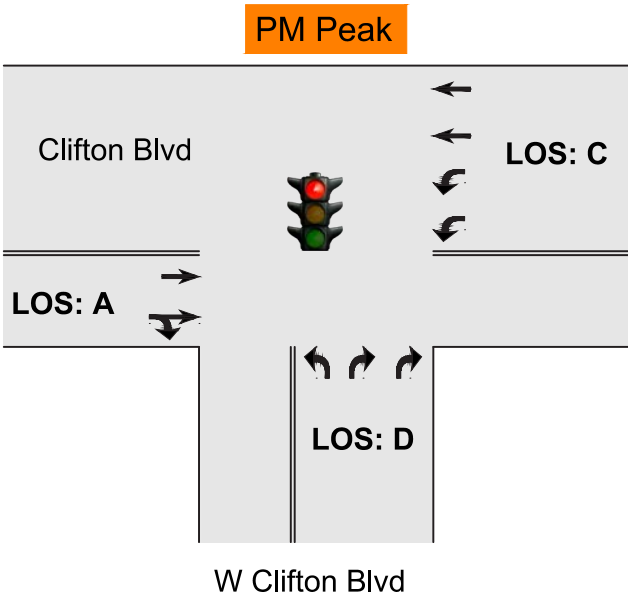 PM Peak
Clifton Blvd
LOS: C
LOS: A
LOS: D
W Clifton Blvd